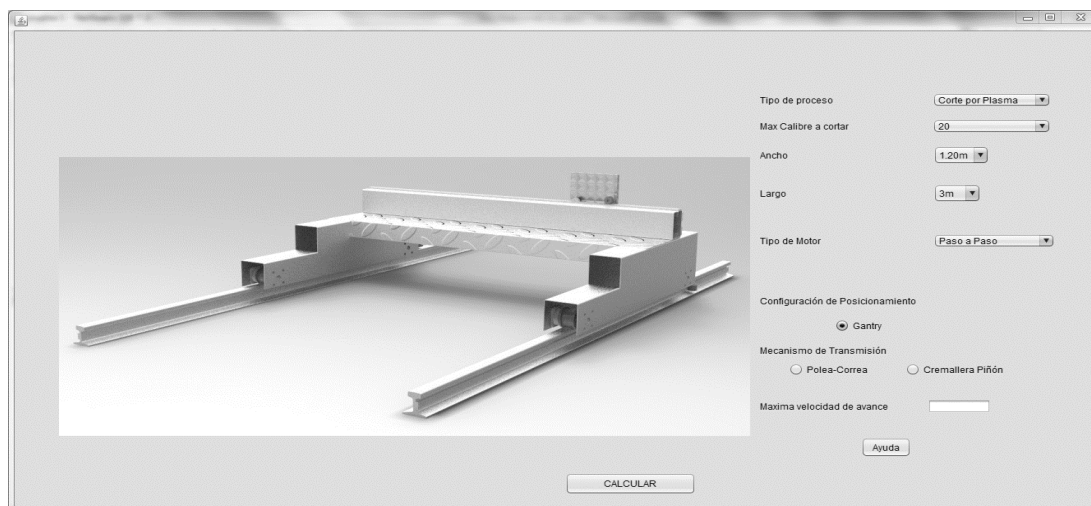 Tipo de proceso
Corte por Plasma
Max Calibre a cortar
20
Ancho
1.20m
Largo
3m
Tipo de Motor
Paso a Paso
Configuración de Posicionamiento
Gantry
Mecanismo de Transmisión
Polea-Correa
Cremallera Piñón
Maxima velocidad de avance
Ayuda
CALCULAR